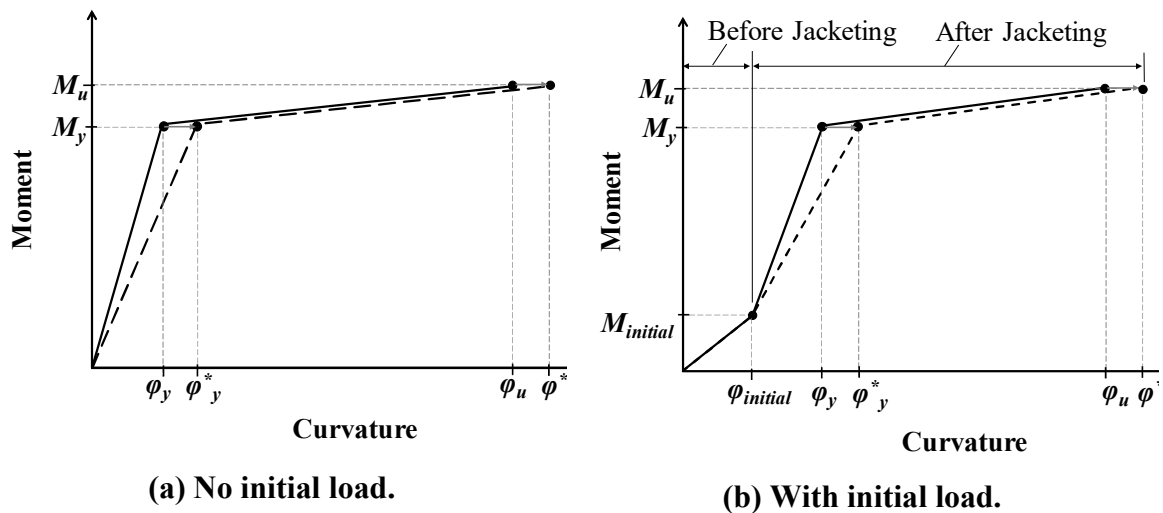 M_u
M_y
Moment
φ_y φ*_y φ_u φ*
Curvature
(a) No initial load.
Before Jacketing After Jacketing
M_u
M_y
Moment
M_initial
φ_initial φ_y φ*_y φ_u φ*
Curvature
(b) With initial load.